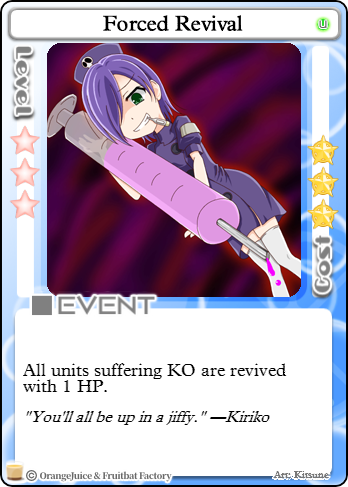 Forced Revival
U
Level
Cost
EVENT
All units suffering KO are revived
with 1 HP.
"You'll all be up in a jiffy." —Kiriko
© OrangeJuice & Fruitbat Factory
Art: Kitsune